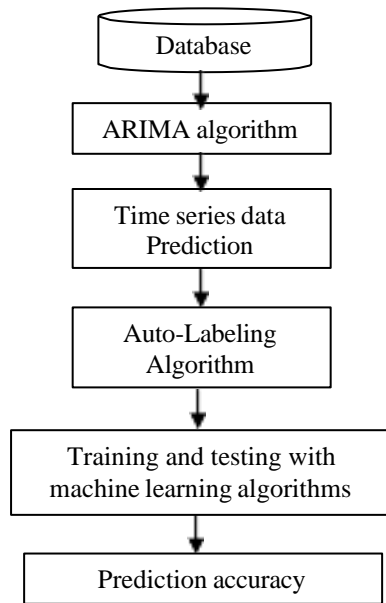 Database
ARIMA algorithm
Time series data
Prediction
Auto-Labeling
Algorithm
Training and testing with
machine learning algorithms
Prediction accuracy